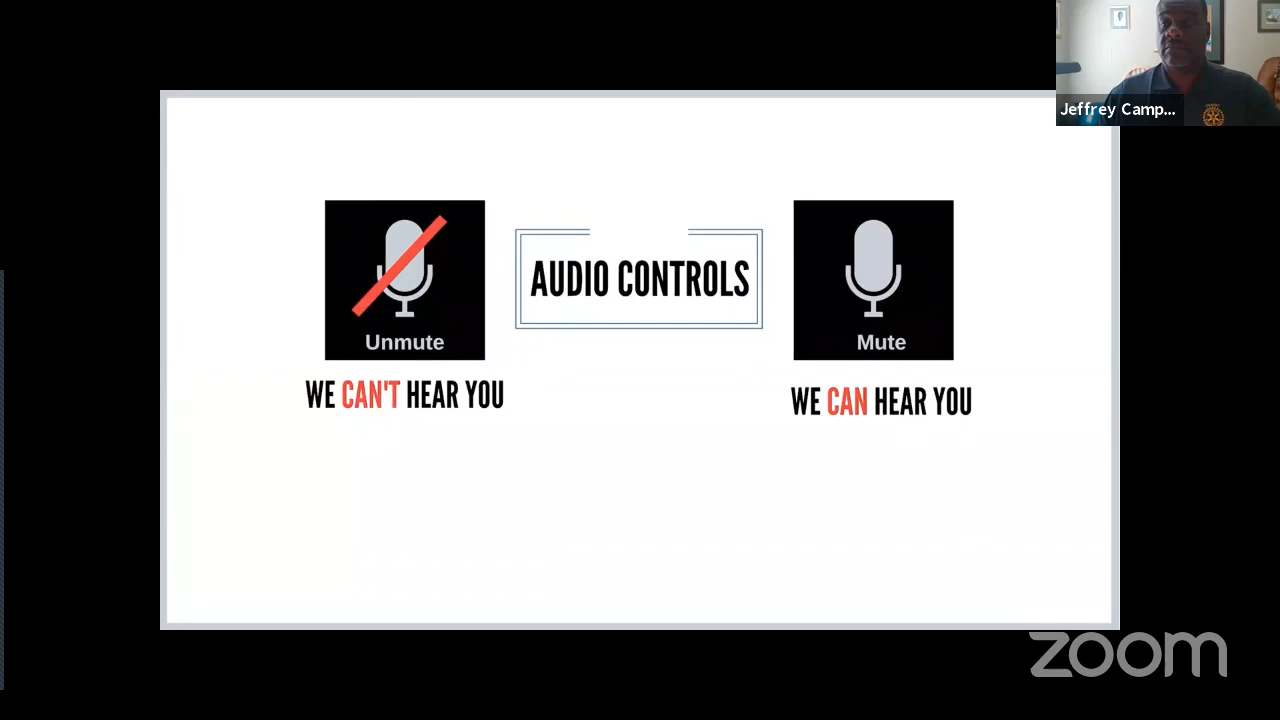 Jeffrey Camp...
AUDIO CONTROLS
Unmute
Mute
WE CAN'T HEAR YOU
WE CAN HEAR YOU
zoom